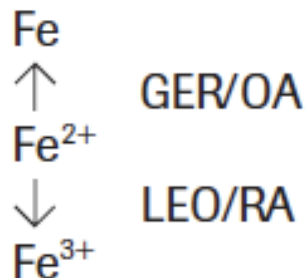 Fe
↑ GER/OA
Fe²⁺
↓ LEO/RA
Fe³⁺